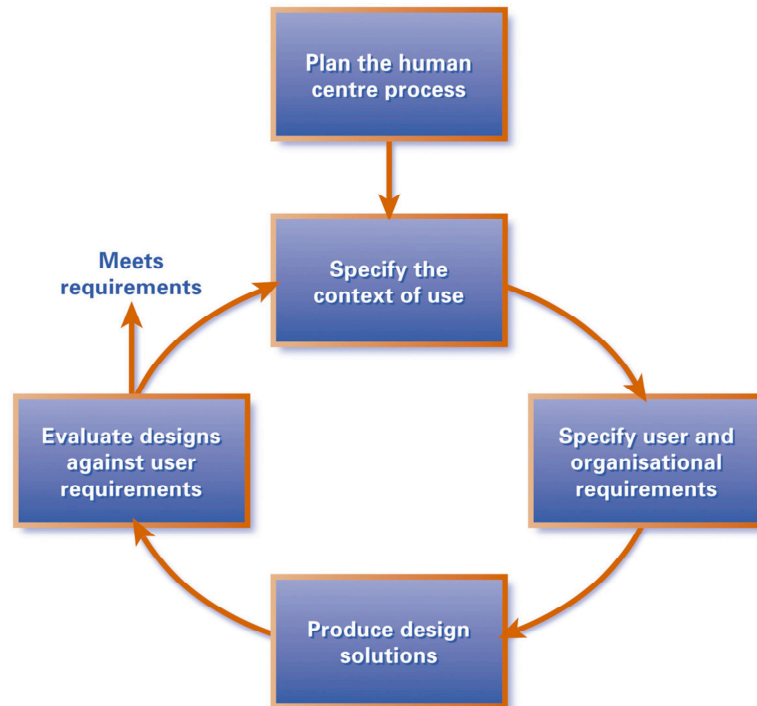 Plan the human
centre process
Specify the
context of use
Meets
requirements
Evaluate designs
against user
requirements
Specify user and
organisational
requirements
Produce design
solutions